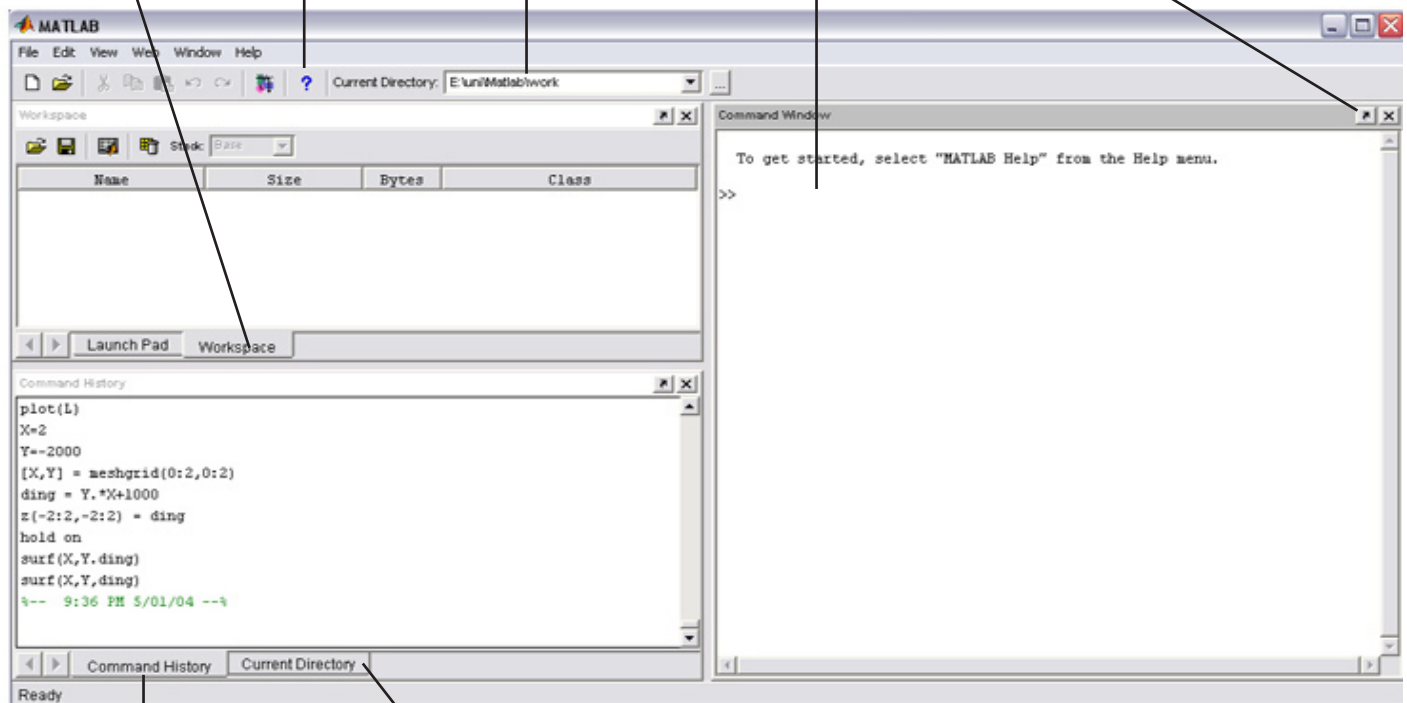 MATLAB
File Edit View Web Window Help
? Current Directory: E:\uni\Matlab\work ...
Workspace
Stack: Base
Name Size Bytes Class
Launch Pad Workspace
Command History
plot(L)
X=2
Y=-2000
[X,Y] = meshgrid(0:2,0:2)
ding = Y.*X+1000
z(-2:2,-2:2) = ding
hold on
surf(X,Y.ding)
surf(X,Y,ding)
%-- 9:36 PM 5/01/04 --%
Command History Current Directory
Ready
Command Window
To get started, select "MATLAB Help" from the Help menu.
>>